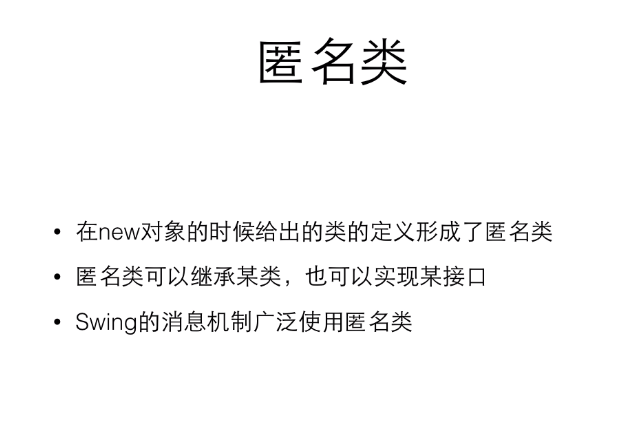 匿名类
• 在new对象的时候给出的类的定义形成了匿名类
• 匿名类可以继承某类，也可以实现某接口
• Swing的消息机制广泛使用匿名类